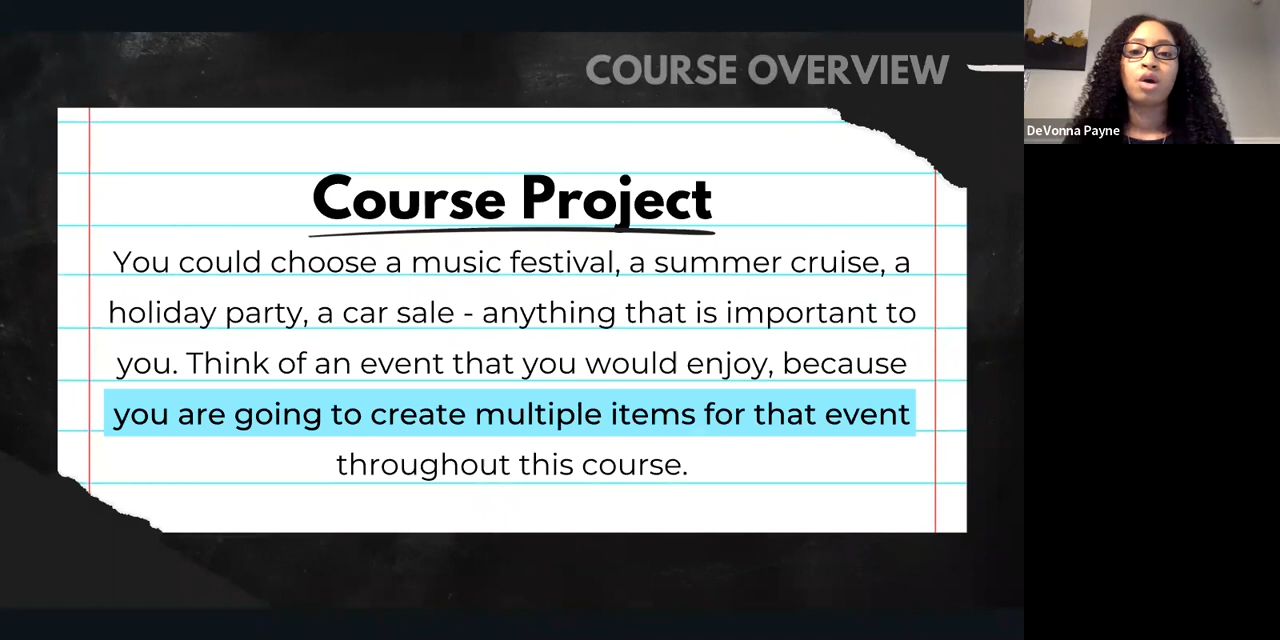 COURSE OVERVIEW
DeVonna Payne
Course Project
You could choose a music festival, a summer cruise, a
holiday party, a car sale - anything that is important to
you. Think of an event that you would enjoy, because
you are going to create multiple items for that event
throughout this course.